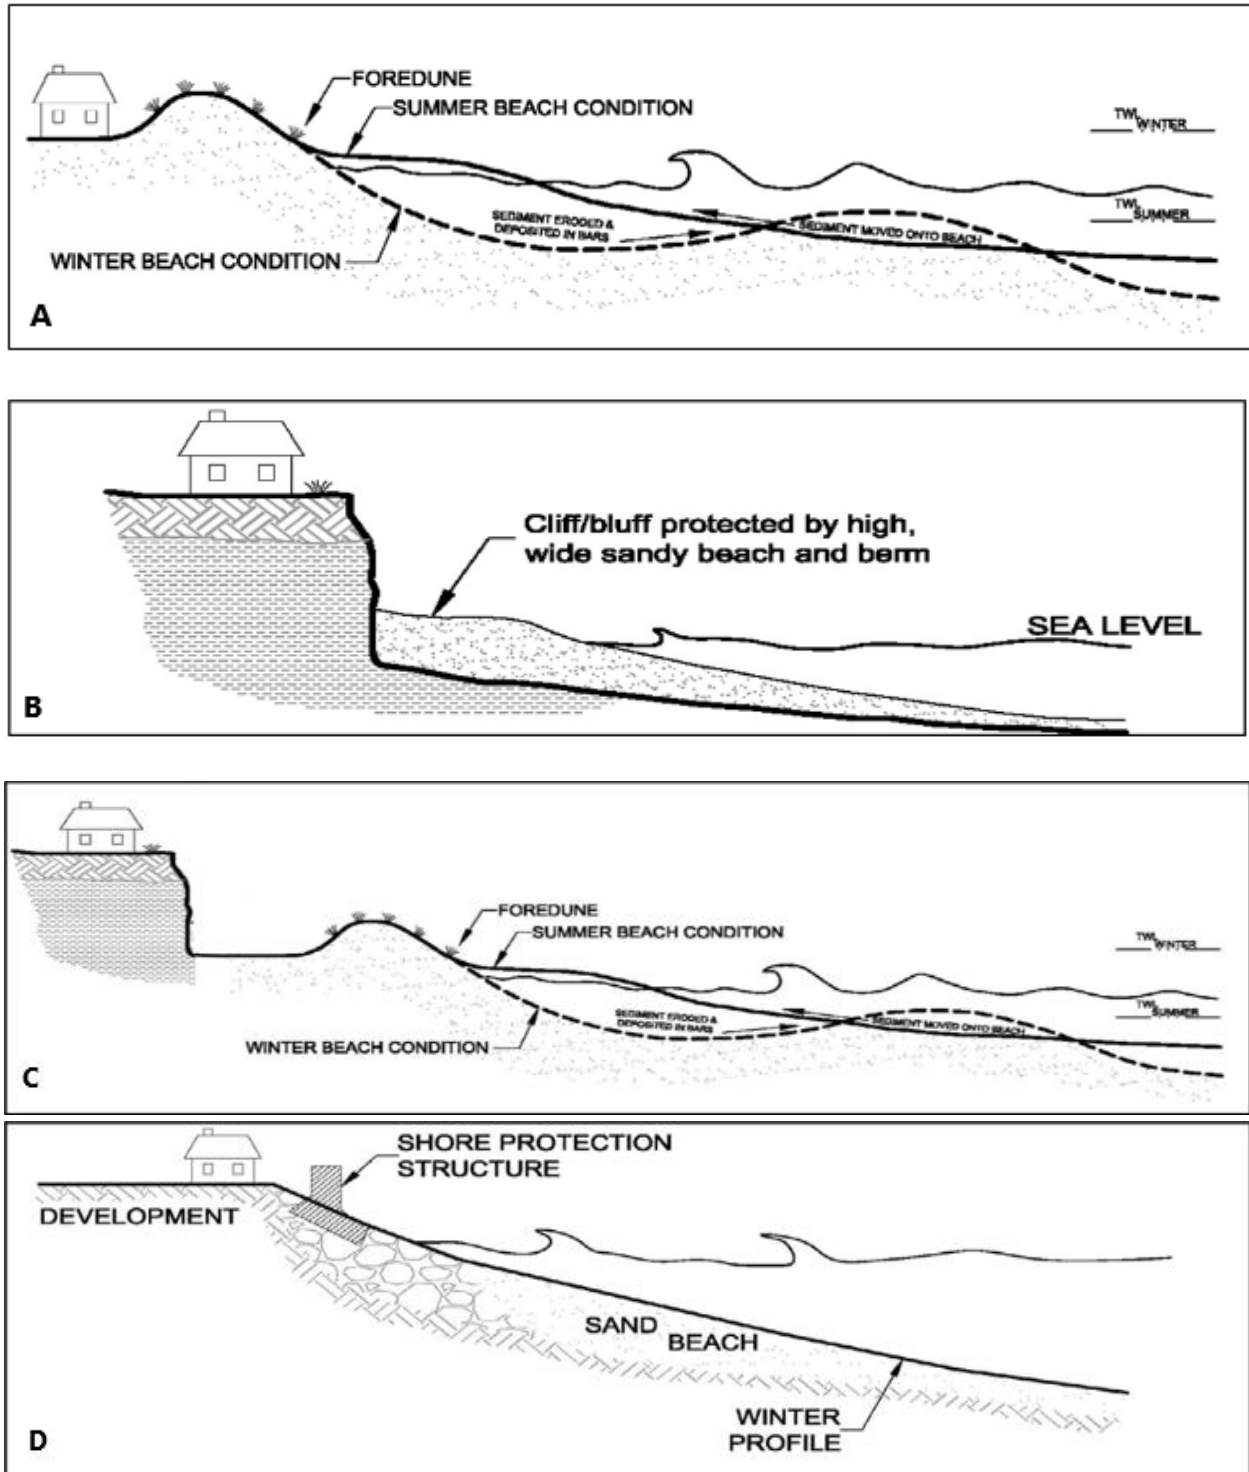 FOREDUNE
SUMMER BEACH CONDITION
TWL WINTER
TWL SUMMER
SEDIMENT ERODED &
DEPOSITED IN BARS
SEDIMENT MOVED ONTO BEACH
WINTER BEACH CONDITION
A
Cliff/bluff protected by high,
wide sandy beach and berm
SEA LEVEL
B
FOREDUNE
SUMMER BEACH CONDITION
TWL WINTER
TWL SUMMER
SEDIMENT ERODED &
DEPOSITED IN BARS
SEDIMENT MOVED ONTO BEACH
WINTER BEACH CONDITION
C
SHORE PROTECTION
STRUCTURE
DEVELOPMENT
SAND
BEACH
WINTER
PROFILE
D